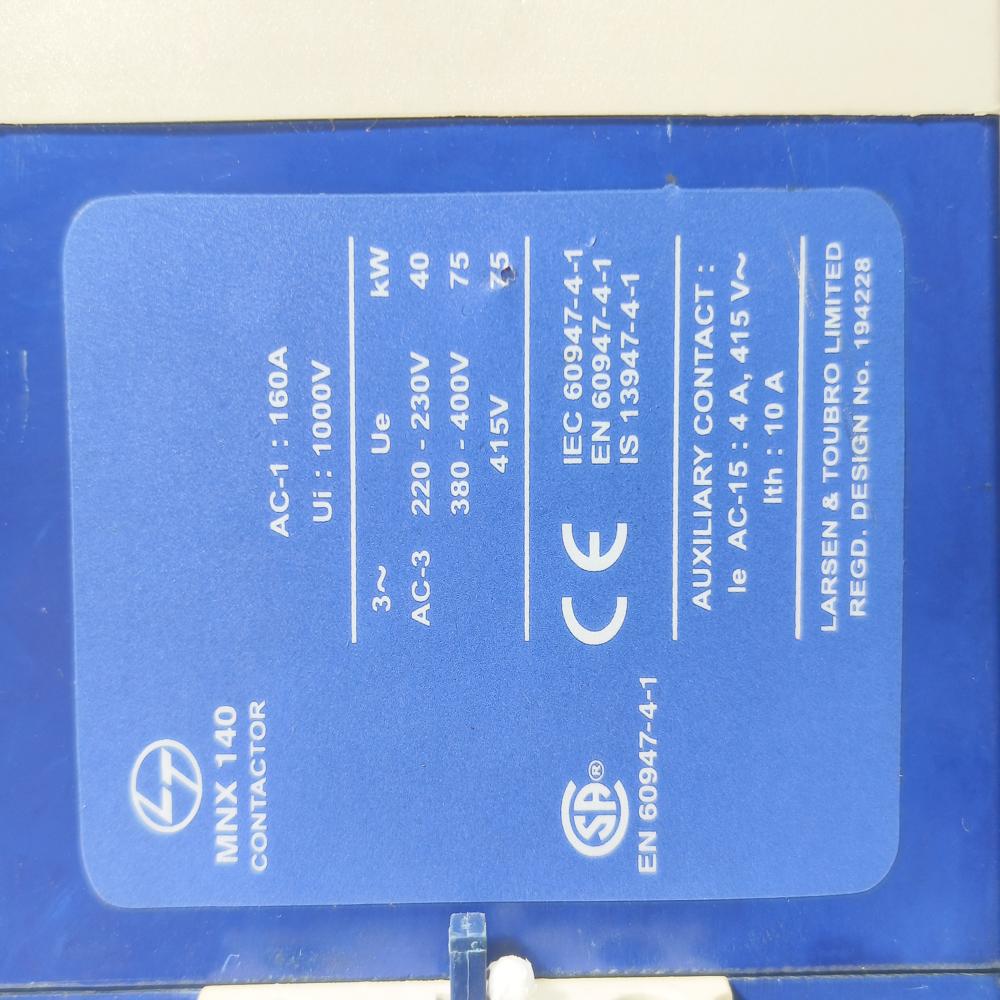 LT
MNX 140
CONTACTOR
AC-1 : 160A
Ui : 1000V
3~ Ue kW
AC-3 220 - 230V 40
380 - 400V 75
415V 75
SA®
EN 60947-4-1
CE
IEC 60947-4-1
EN 60947-4-1
IS 13947-4-1
AUXILIARY CONTACT :
Ie AC-15 : 4 A, 415 V~
Ith : 10 A
LARSEN & TOUBRO LIMITED
REGD. DESIGN No. 194228